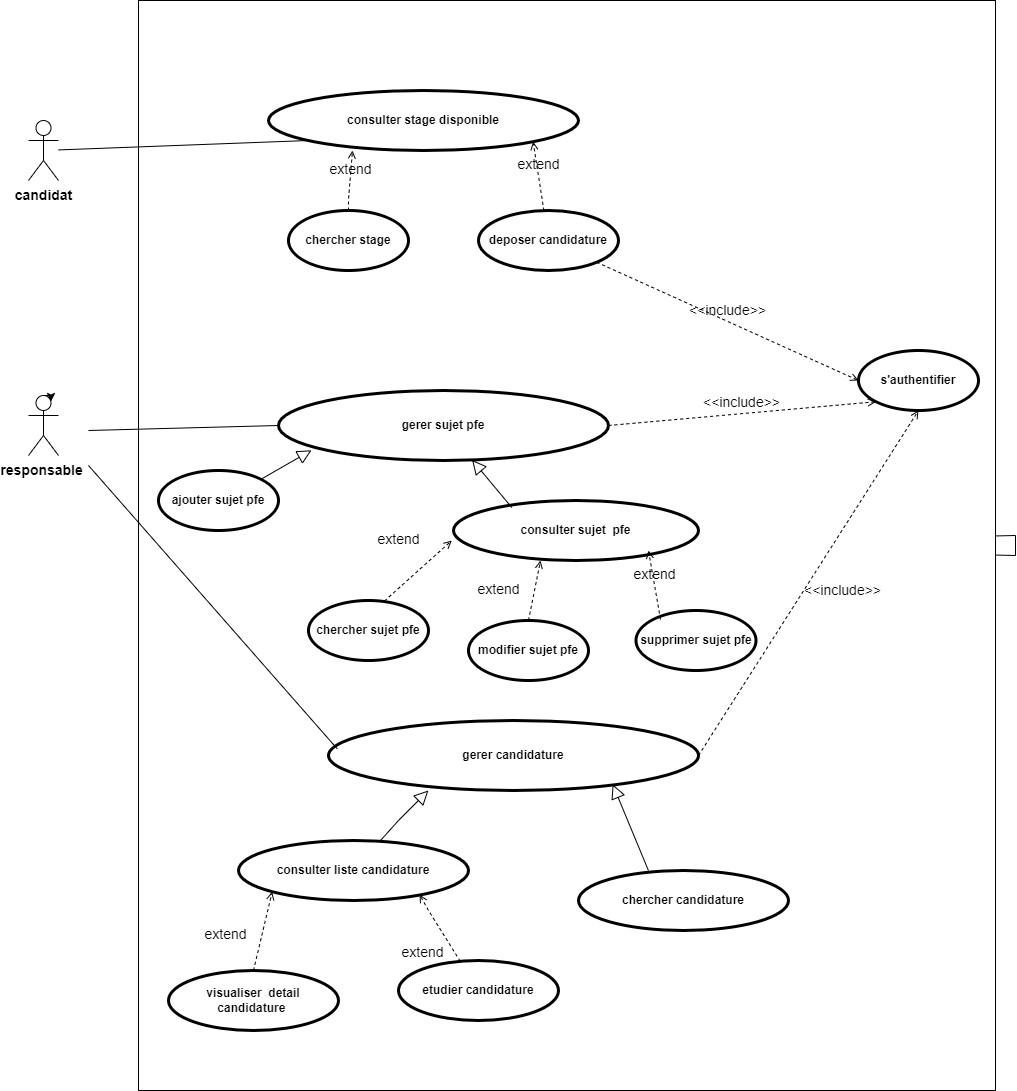 consulter stage disponible
candidat
extend
extend
chercher stage
deposer candidature
<<include>>
s'authentifier
<<include>>
gerer sujet pfe
responsable
ajouter sujet pfe
consulter sujet  pfe
extend
extend
extend
<<include>>
chercher sujet pfe
modifier sujet pfe
supprimer sujet pfe
gerer candidature
consulter liste candidature
chercher candidature
extend
extend
visualiser  detail
candidature
etudier candidature